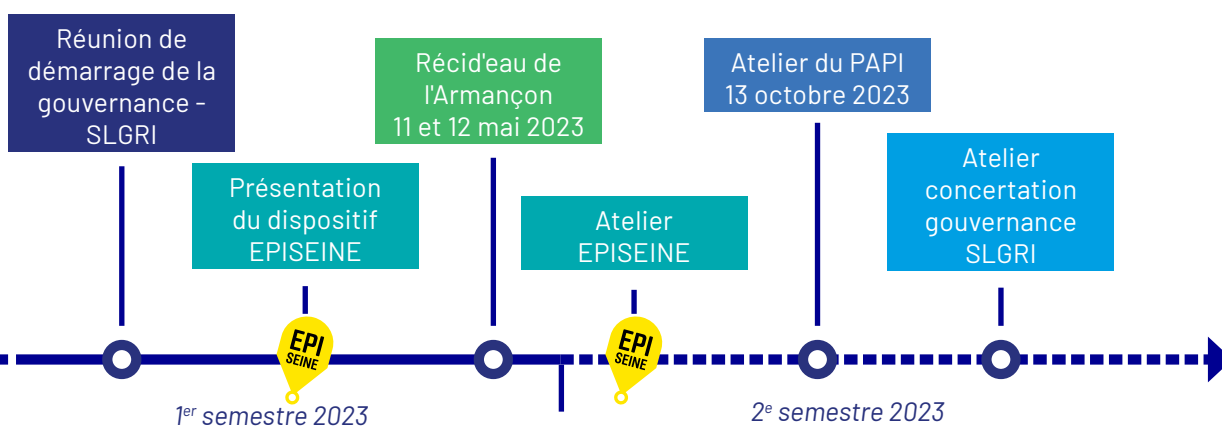 Réunion de
démarrage de la
gouvernance -
SLGRI
Présentation
du dispositif
EPISEINE
Récid'eau de
l'Armançon
11 et 12 mai 2023
Atelier
EPISEINE
Atelier du PAPI
13 octobre 2023
Atelier
concertation
gouvernance
SLGRI
EPI
SEINE
EPI
SEINE
1er semestre 2023
2e semestre 2023